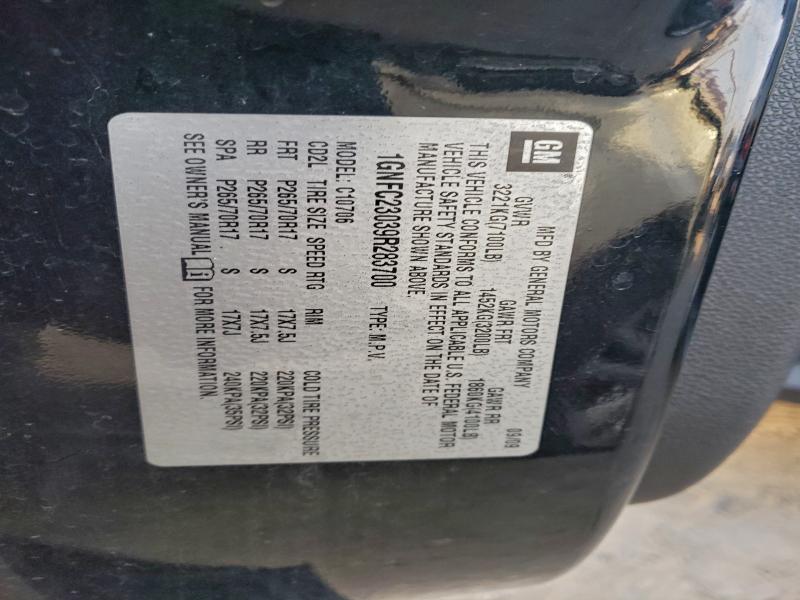 GM
MFD BY GENERAL MOTORS COMPANY 09/09
GVWR GAWR FRT GAWR RR
3221KG(7100LB) 1452KG(3200LB) 1860KG(4100LB)
THIS VEHICLE CONFORMS TO ALL APPLICABLE U.S. FEDERAL MOTOR
VEHICLE SAFETY STANDARDS IN EFFECT ON THE DATE OF
MANUFACTURE SHOWN ABOVE.
1GNFC23039R283700 TYPE: M.P.V.
MODEL: C10706
CD2L TIRE SIZE SPEED RTG RIM COLD TIRE PRESSURE
FRT P265/70R17 S 17X7.5J 220KPA(32PSI)
RR P265/70R17 S 17X7.5J 220KPA(32PSI)
SPA P265/70R17 S 17X7J 240KPA(35PSI)
SEE OWNER'S MANUAL FOR MORE INFORMATION.